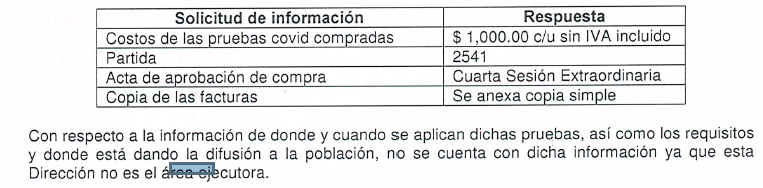 Solicitud de información Respuesta
Costos de las pruebas covid compradas $ 1,000.00 c/u sin IVA incluido
Partida 2541
Acta de aprobación de compra Cuarta Sesión Extraordinaria
Copia de las facturas Se anexa copia simple
Con respecto a la información de donde y cuando se aplican dichas pruebas, así como los requisitos
y donde está dando la difusión a la población, no se cuenta con dicha información ya que esta
Dirección no es el área ejecutora.